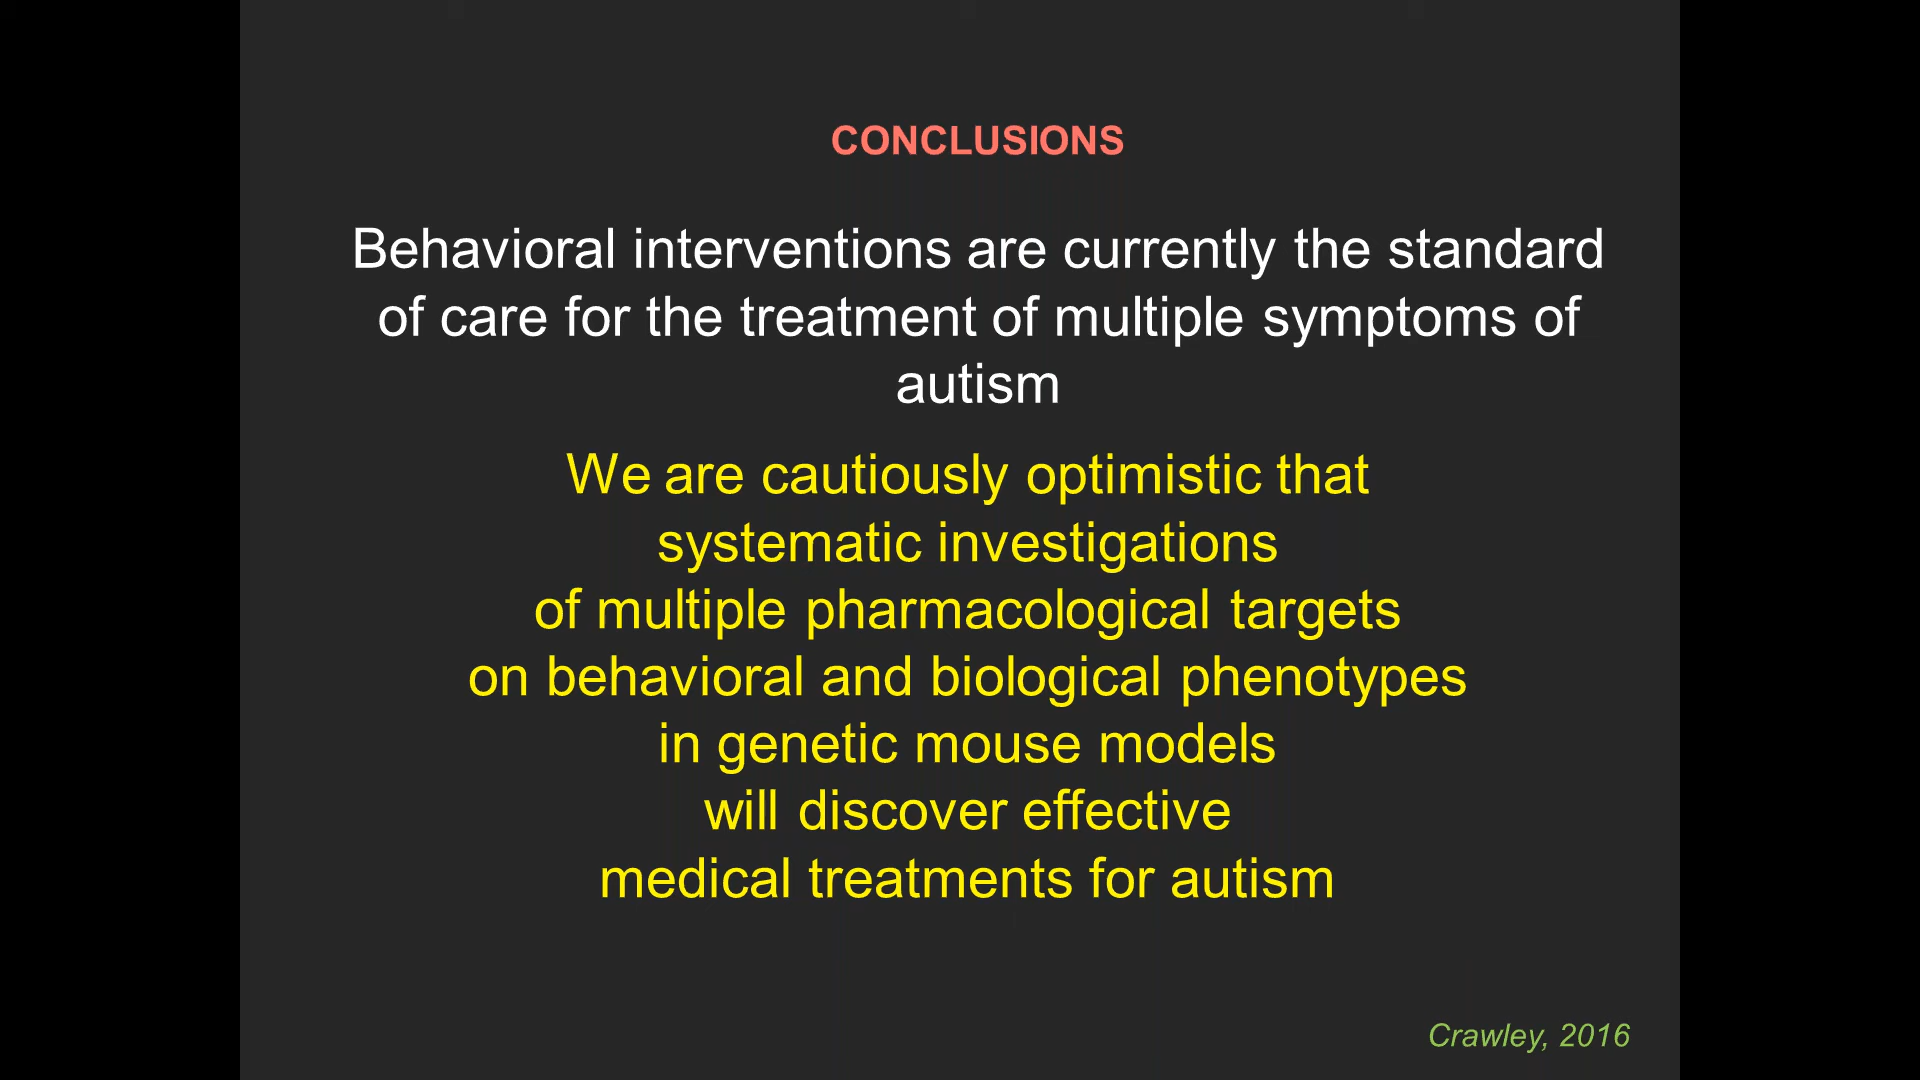 CONCLUSIONS
Behavioral interventions are currently the standard
of care for the treatment of multiple symptoms of
autism
We are cautiously optimistic that
systematic investigations
of multiple pharmacological targets
on behavioral and biological phenotypes
in genetic mouse models
will discover effective
medical treatments for autism
Crawley, 2016